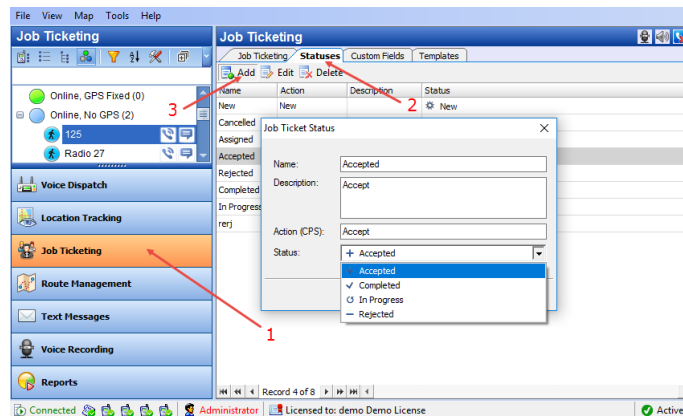 File View Map Tools Help
Job Ticketing
Job Ticketing
Job Ticketing Statuses Custom Fields Templates
Add Edit Delete
Name Action Description Status
New New New
Cancelled
Assigned
Accepted
Rejected
Completed
In Progress
rerj
Online, GPS Fixed (0)
Online, No GPS (2)
125
Radio 27
Voice Dispatch
Location Tracking
Job Ticketing
Route Management
Text Messages
Voice Recording
Reports
3
2
1
Job Ticket Status
Name: Accepted
Description: Accept
Action (CPS): Accept
Status: Accepted
Accepted
Completed
In Progress
Rejected
Record 4 of 8
Connected Administrator Licensed to: demo Demo License Active